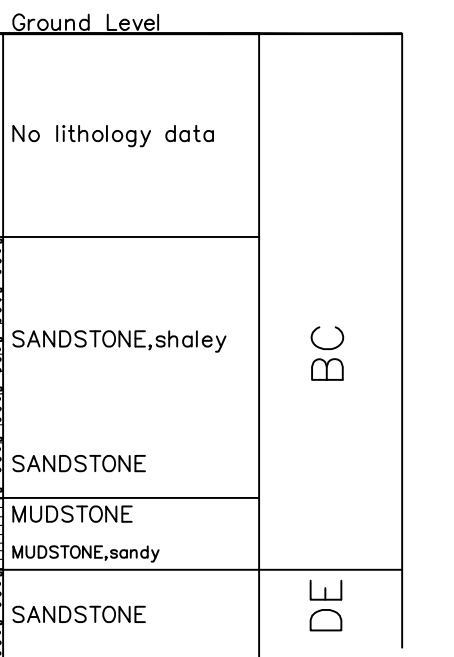 Ground Level
No lithology data
SANDSTONE,shaley
SANDSTONE
MUDSTONE
MUDSTONE,sandy
SANDSTONE
BC
DE